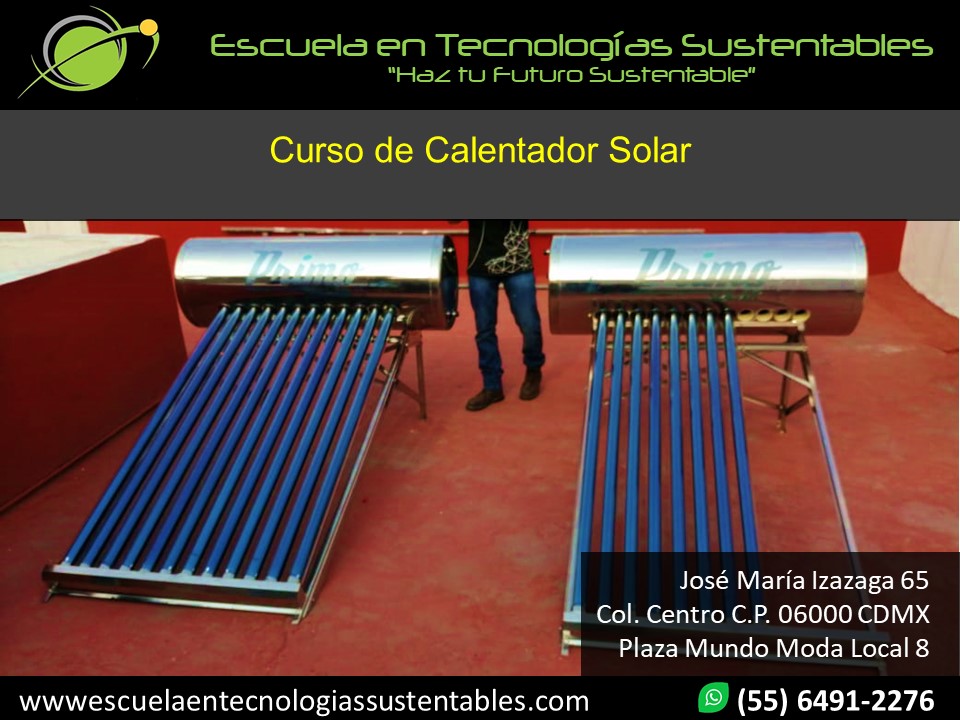 Escuela en Tecnologías Sustentables
"Haz tu Futuro Sustentable"
Curso de Calentador Solar
Primo
Primo
José María Izazaga 65
Col. Centro C.P. 06000 CDMX
Plaza Mundo Moda Local 8
wwwescuelaentecnologiassustentables.com
(55) 6491-2276